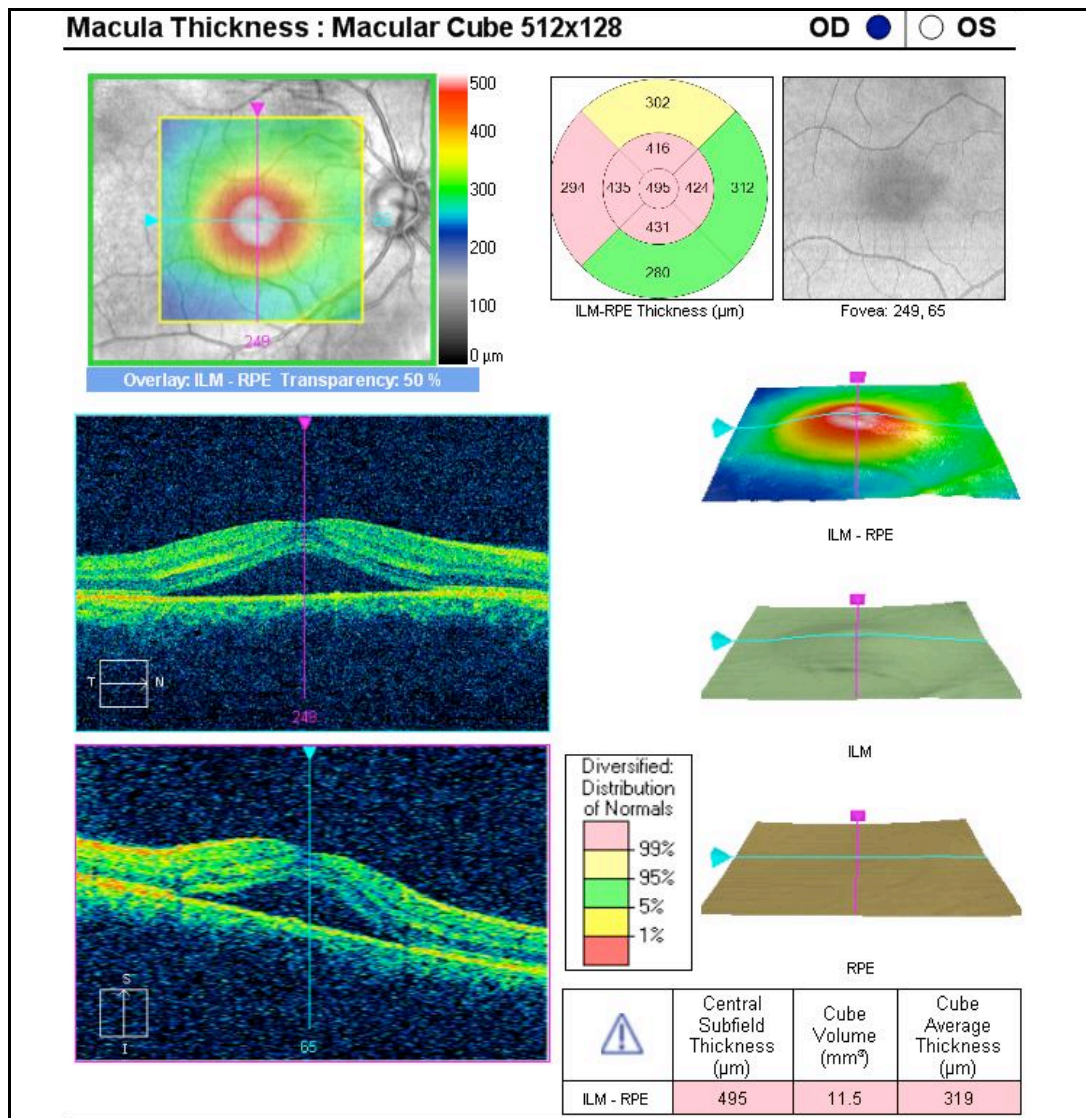 Macula Thickness : Macular Cube 512x128 OD OS
500
400
300
200
100
0 µm
249
Overlay: ILM - RPE Transparency: 50 %
302
416
294 435 495 424 312
431
280
ILM-RPE Thickness (µm)
Fovea: 249, 65
T N
249
ILM - RPE
ILM
S
I
65
Diversified:
Distribution
of Normals
99%
95%
5%
1%
RPE
Central
Subfield
Thickness
(µm)
Cube
Volume
(mm³)
Cube
Average
Thickness
(µm)
ILM - RPE 495 11.5 319